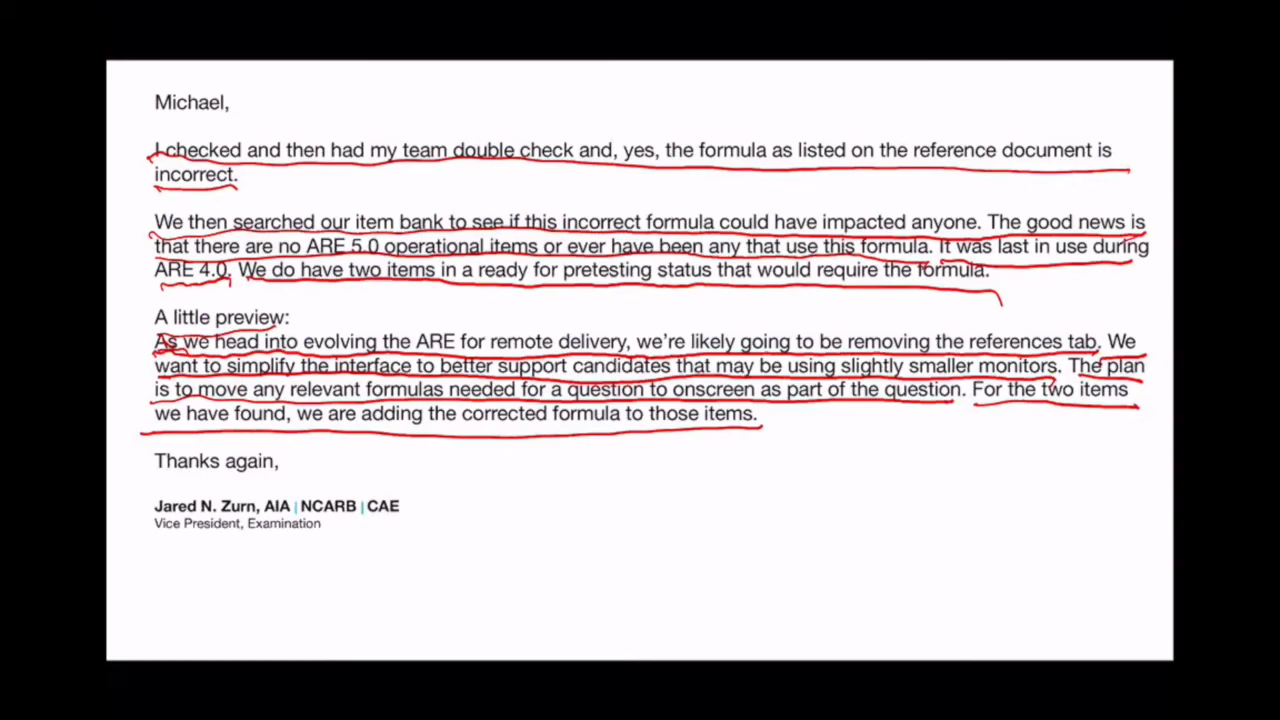 Michael,
I checked and then had my team double check and, yes, the formula as listed on the reference document is
incorrect.
We then searched our item bank to see if this incorrect formula could have impacted anyone. The good news is
that there are no ARE 5.0 operational items or ever have been any that use this formula. It was last in use during
ARE 4.0. We do have two items in a ready for pretesting status that would require the formula.
A little preview:
As we head into evolving the ARE for remote delivery, we're likely going to be removing the references tab. We
want to simplify the interface to better support candidates that may be using slightly smaller monitors. The plan
is to move any relevant formulas needed for a question to onscreen as part of the question. For the two items
we have found, we are adding the corrected formula to those items.
Thanks again,
Jared N. Zurn, AIA | NCARB | CAE
Vice President, Examination